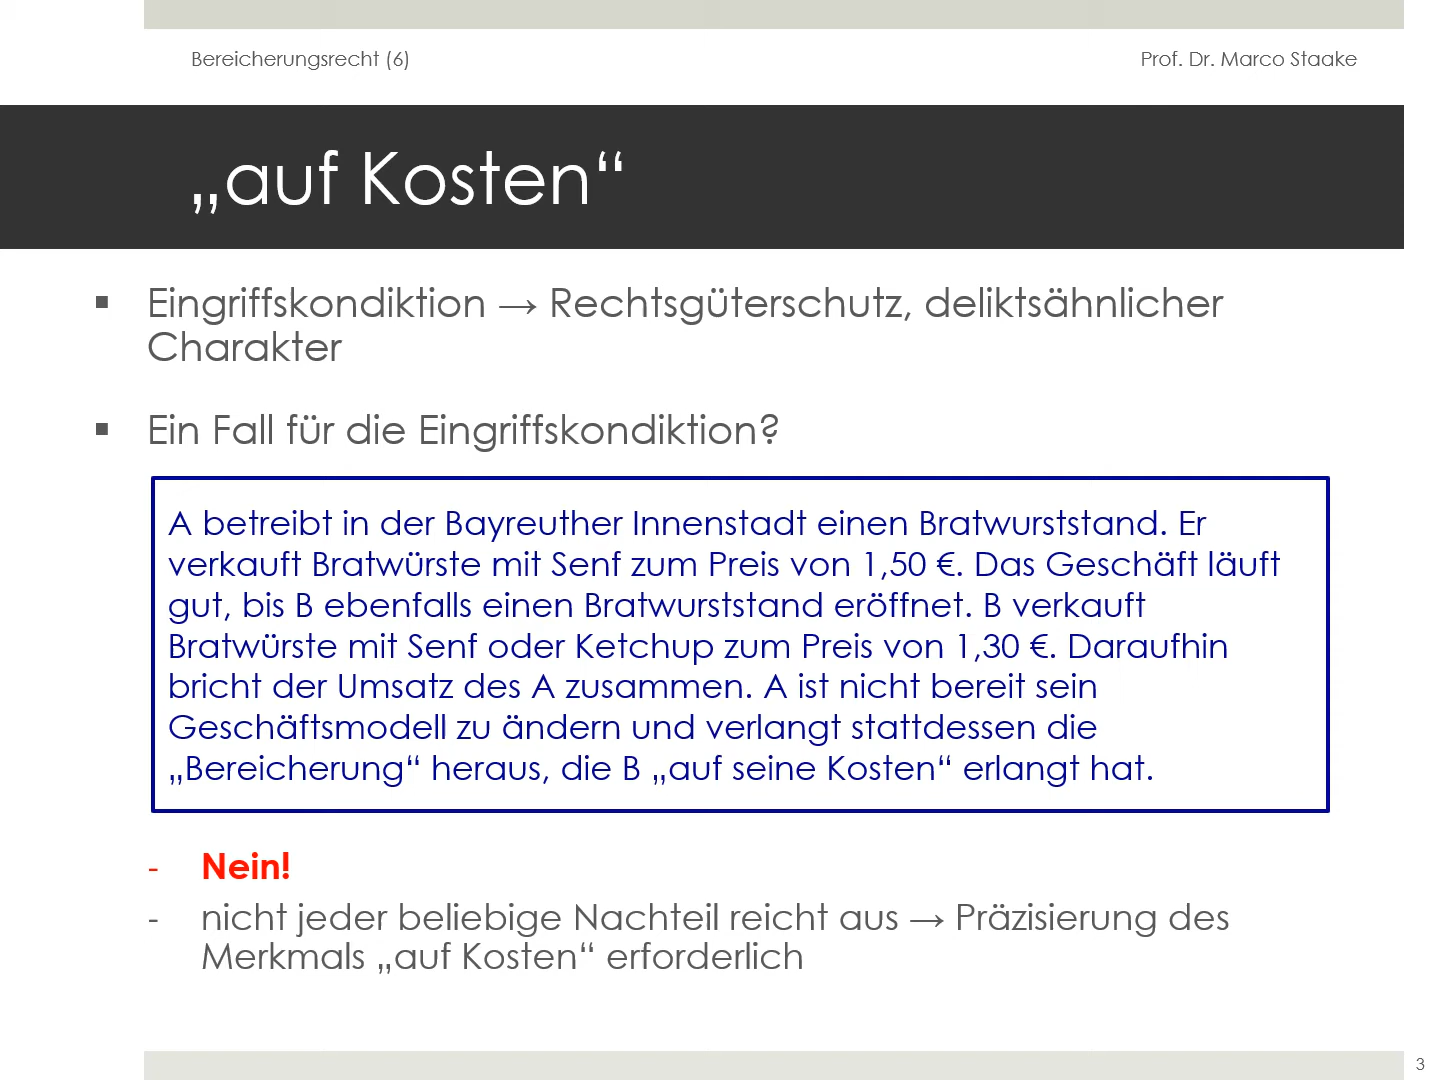 Bereicherungsrecht (6)
Prof. Dr. Marco Staake
„auf Kosten“
▪ Eingriffskondiktion → Rechtsgüterschutz, deliktsähnlicher
Charakter
▪ Ein Fall für die Eingriffskondiktion?
A betreibt in der Bayreuther Innenstadt einen Bratwurststand. Er
verkauft Bratwürste mit Senf zum Preis von 1,50 €. Das Geschäft läuft
gut, bis B ebenfalls einen Bratwurststand eröffnet. B verkauft
Bratwürste mit Senf oder Ketchup zum Preis von 1,30 €. Daraufhin
bricht der Umsatz des A zusammen. A ist nicht bereit sein
Geschäftsmodell zu ändern und verlangt stattdessen die
„Bereicherung“ heraus, die B „auf seine Kosten“ erlangt hat.
- Nein!
- nicht jeder beliebige Nachteil reicht aus → Präzisierung des
Merkmals „auf Kosten“ erforderlich
3